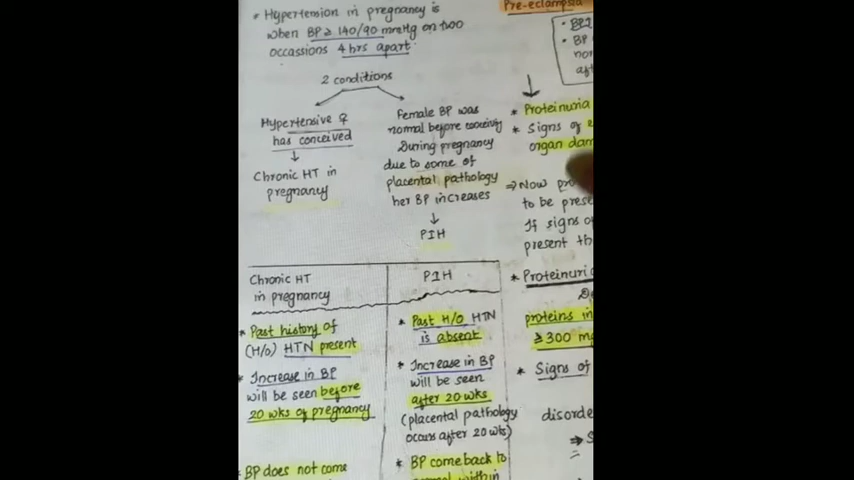 * Hypertension in pregnancy is
when BP ≥ 140/90 mmHg on two
occassions 4 hrs apart
2 conditions
Hypertensive ♀
has conceived
↓
Chronic HT in
pregnancy
Female BP was
normal before conceiving
During pregnancy
due to some of
placental pathology
her BP increases
↓
PIH
Chronic HT
in pregnancy
* Past history of
(H/o) HTN present
* Increase in BP
will be seen before
20 wks of pregnancy
BP does not come
PIH
* Past H/o HTN
is absent
* Increase in BP
will be seen
after 20 wks
(placental pathology
occurs after 20 wks)
* BP come back to
normal within
Pre-eclampsia
• BP
• BP
* Proteinuria
* Signs of
organ
⇒ Now
to be
If signs
present
* Proteinuri
proteins in
≥300
* Signs of